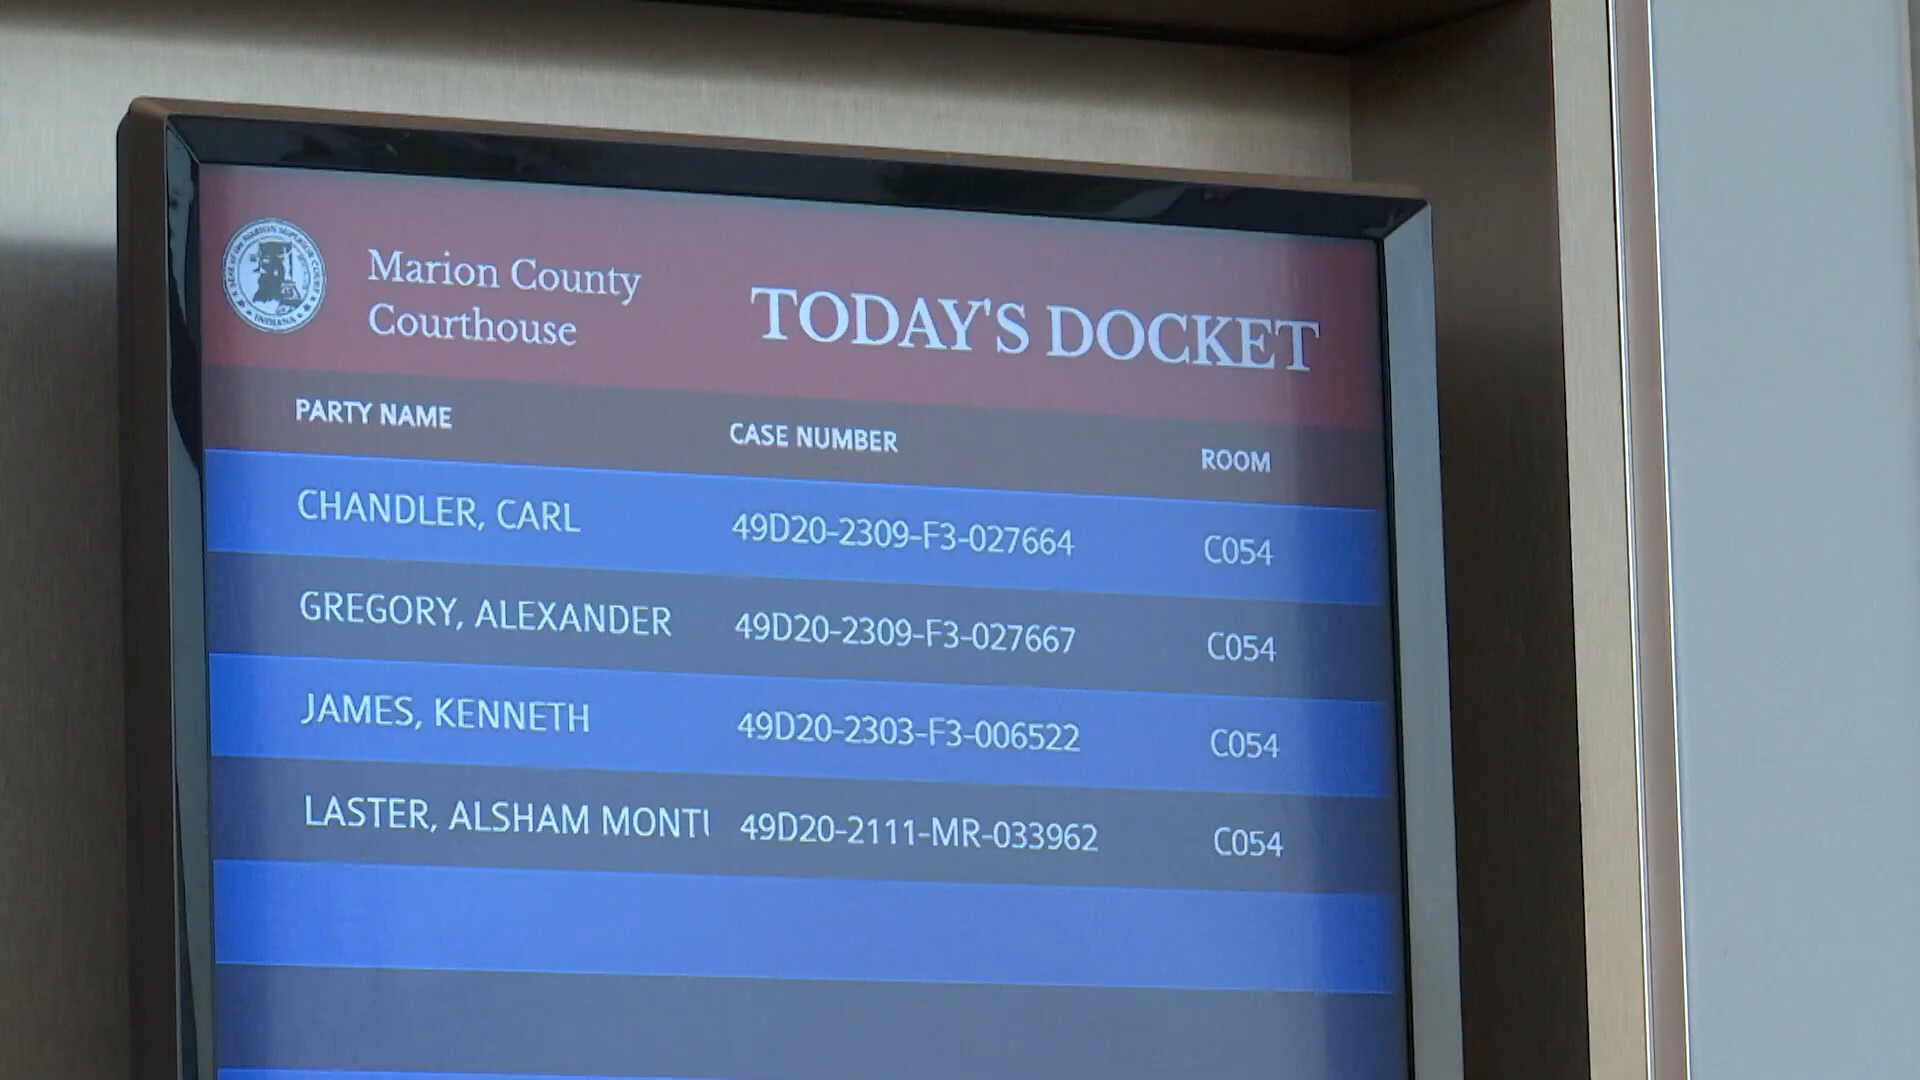 Marion County
Courthouse
TODAY'S DOCKET
PARTY NAME CASE NUMBER ROOM
CHANDLER, CARL 49D20-2309-F3-027664 C054
GREGORY, ALEXANDER 49D20-2309-F3-027667 C054
JAMES, KENNETH 49D20-2303-F3-006522 C054
LASTER, ALSHAM 49D20-2111-MR-033962 C054
INDIANA